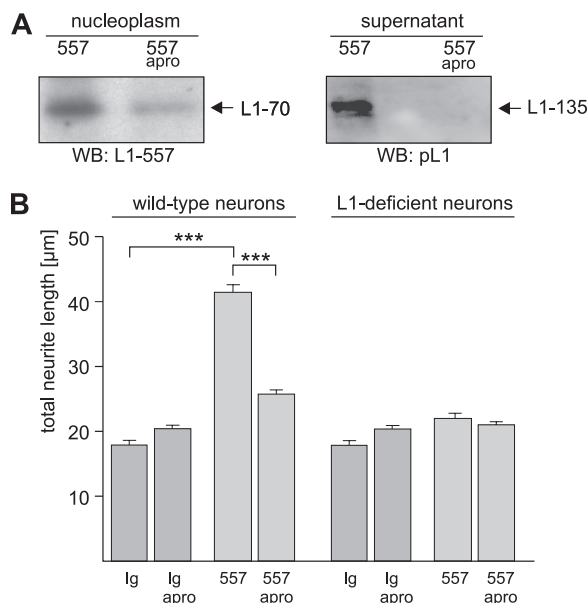 A
nucleoplasm
557
557 apro
L1-70
WB: L1-557
supernatant
557
557 apro
L1-135
WB: pL1
B
wild-type neurons
L1-deficient neurons
total neurite length [µm]
50
40
30
20
10
***
***
Ig
Ig apro
557
557 apro
Ig
Ig apro
557
557 apro